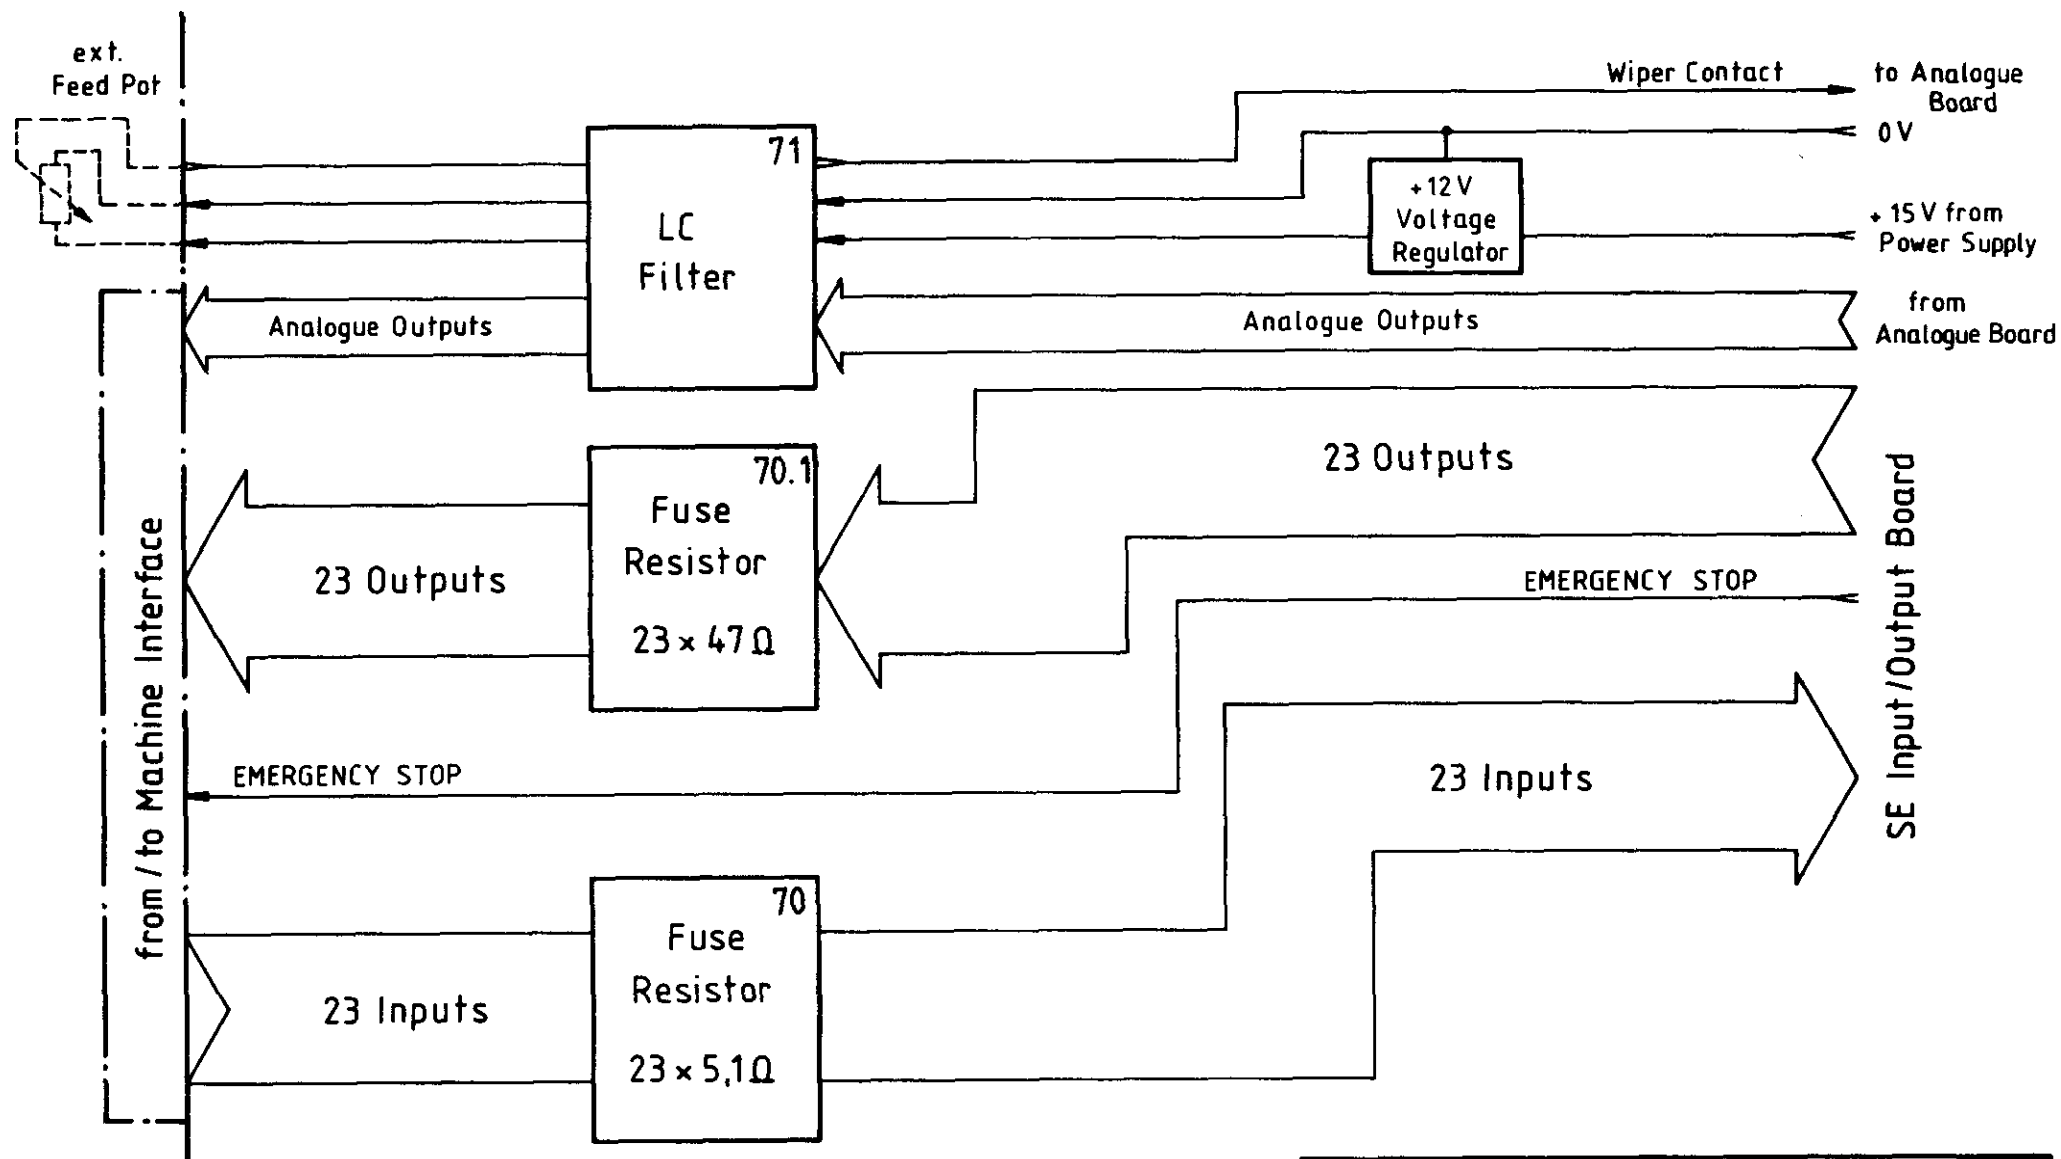 ext.
Feed Pot
Wiper Contact
to Analogue
Board
0V
71
LC
Filter
+12 V
Voltage
Regulator
+ 15 V from
Power Supply
Analogue Outputs
Analogue Outputs
from
Analogue Board
70.1
Fuse
Resistor
23 × 47 Ω
23 Outputs
23 Outputs
EMERGENCY STOP
EMERGENCY STOP
from / to Machine Interface
SE Input/Output Board
23 Inputs
70
Fuse
Resistor
23 × 5,1 Ω
23 Inputs